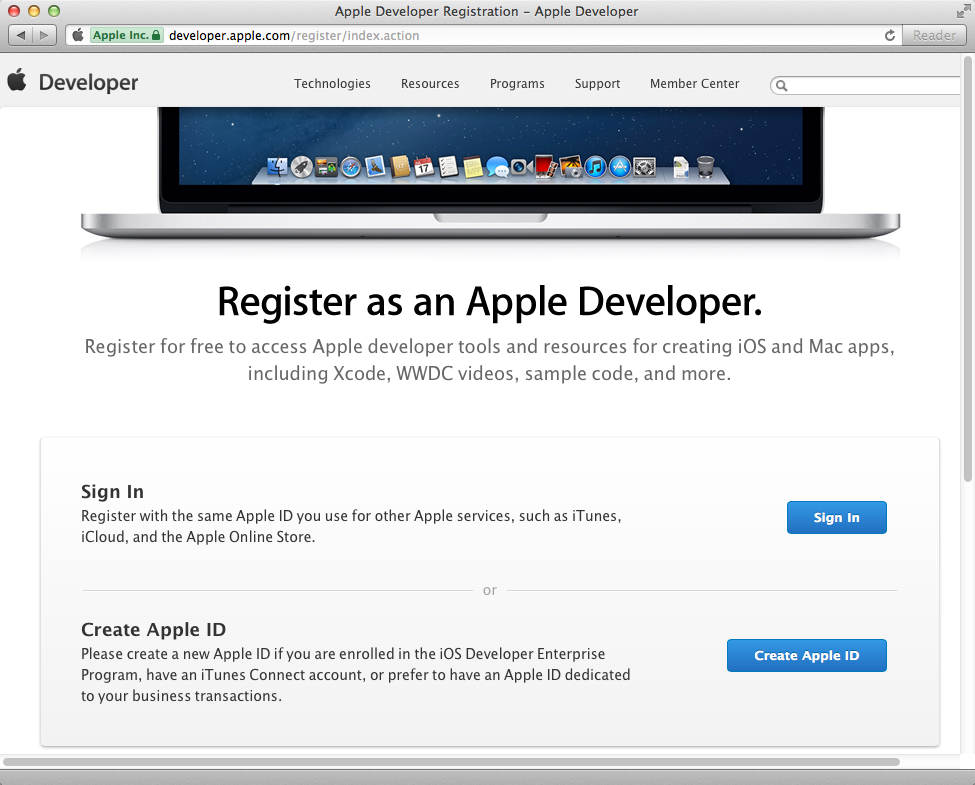 Apple Developer Registration – Apple Developer
Apple Inc. developer.apple.com/register/index.action Reader
Developer Technologies Resources Programs Support Member Center
17
Register as an Apple Developer.
Register for free to access Apple developer tools and resources for creating iOS and Mac apps,
including Xcode, WWDC videos, sample code, and more.
Sign In
Register with the same Apple ID you use for other Apple services, such as iTunes,
iCloud, and the Apple Online Store.
Sign In
or
Create Apple ID
Please create a new Apple ID if you are enrolled in the iOS Developer Enterprise
Program, have an iTunes Connect account, or prefer to have an Apple ID dedicated
to your business transactions.
Create Apple ID